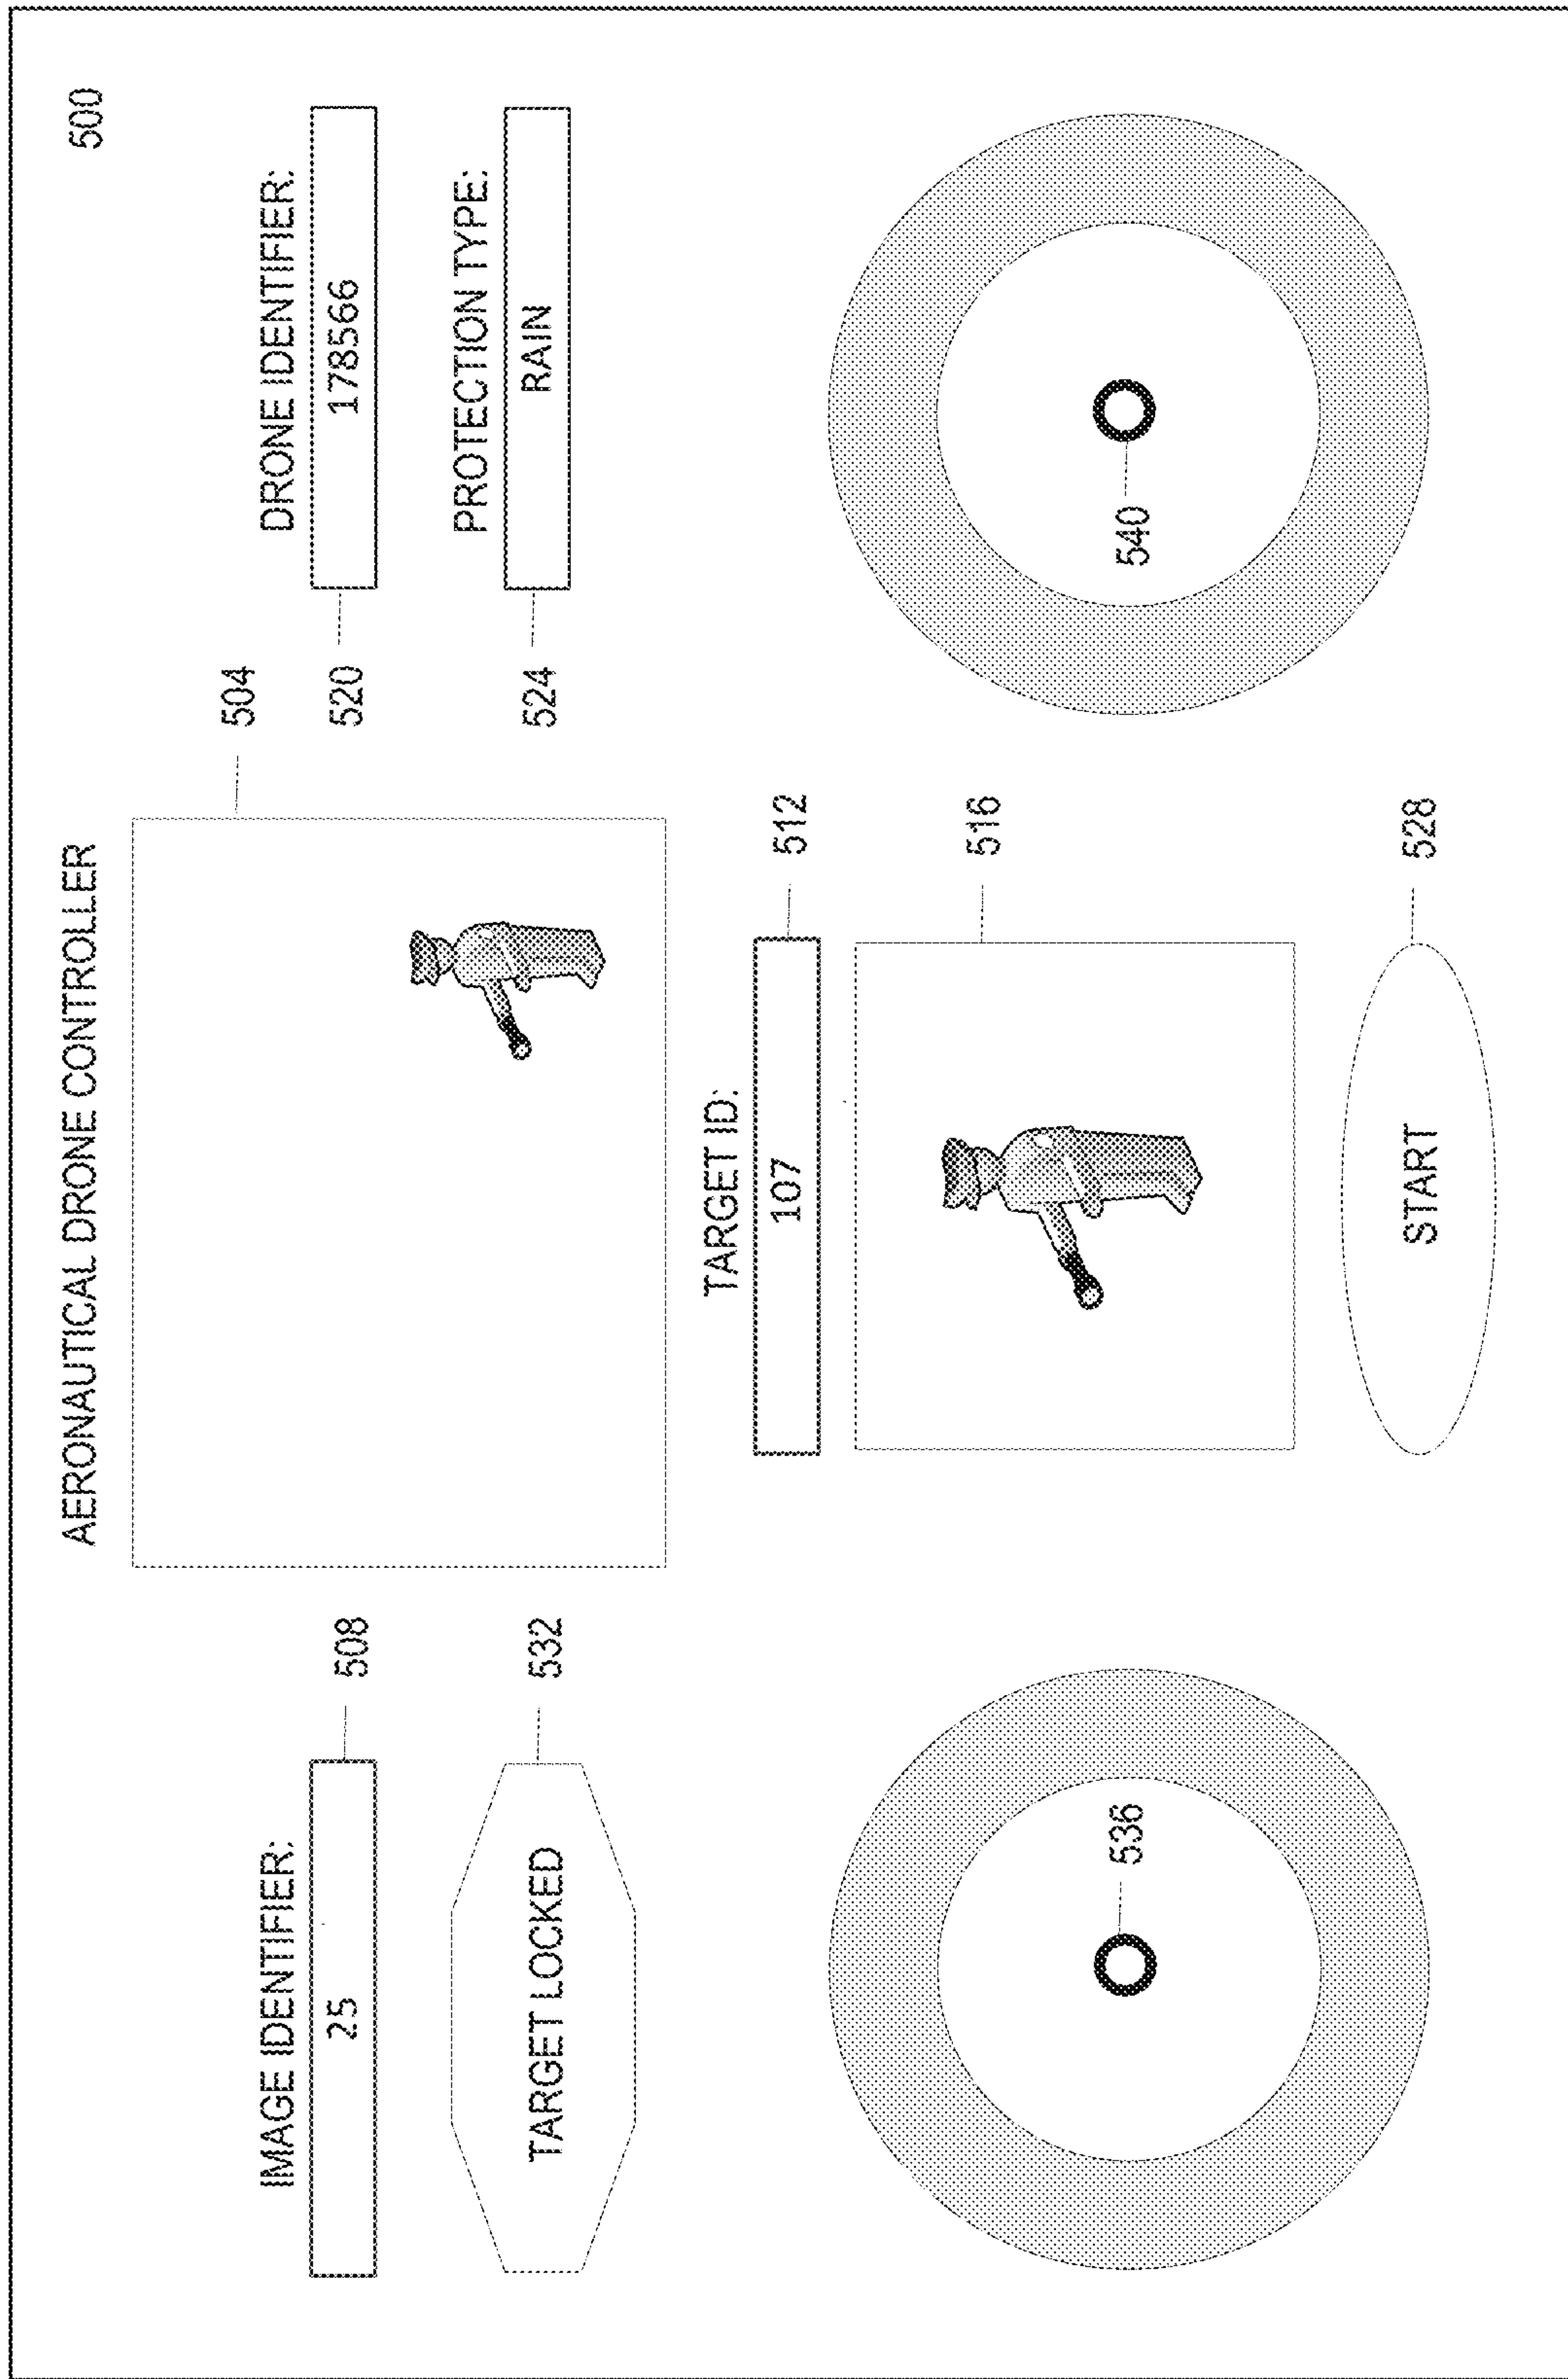 AERONAUTICAL DRONE CONTROLLER
500
504
IMAGE IDENTIFIER:
25
508
TARGET LOCKED
532
DRONE IDENTIFIER:
520
178566
PROTECTION TYPE:
524
RAIN
TARGET ID:
107
512
516
START
528
536
540